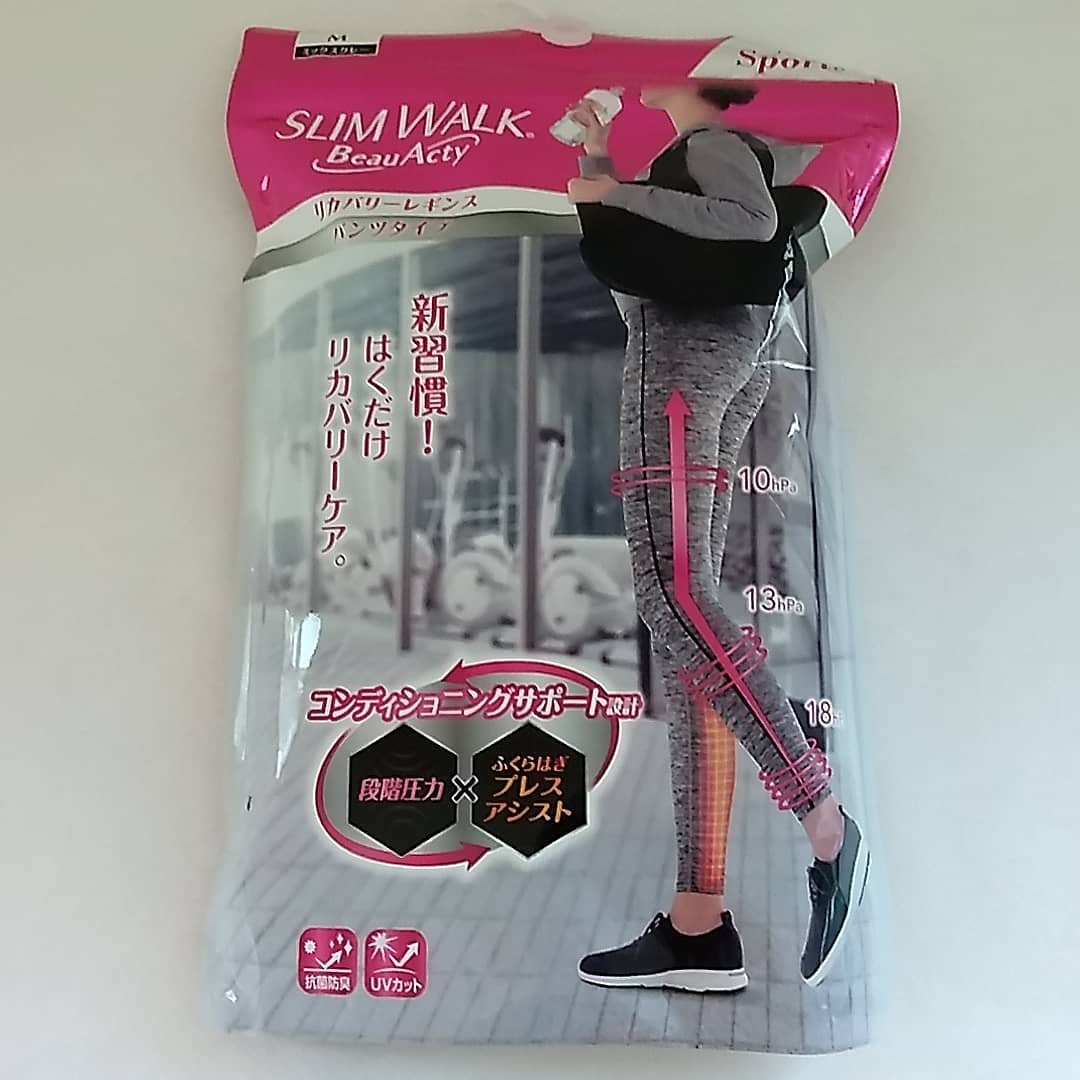 M
ミックスグレー
Sport
SLIM WALK®
BeauActy
リカバリーレギンス
パンツタイプ
新習慣！
はくだけ
リカバリーケア。
10hPa
13hPa
18
コンディショニングサポート設計
段階圧力
×
ふくらはぎ
プレス
アシスト
抗菌防臭
UVカット